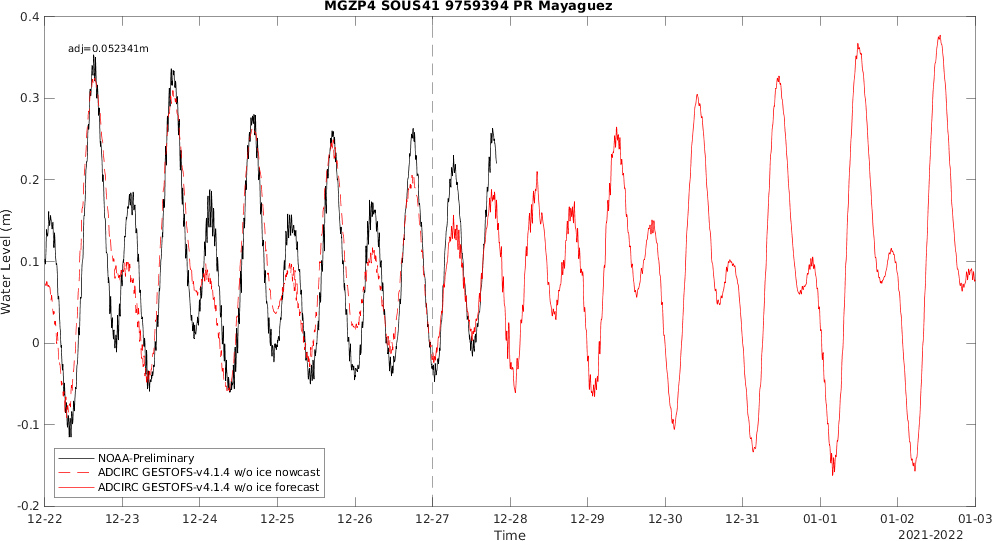 MGZP4 SOUS41 9759394 PR Mayaguez
adj=0.052341m
0.4
0.3
0.2
0.1
0
-0.1
-0.2
Water Level (m)
NOAA-Preliminary
ADCIRC GESTOFS-v4.1.4 w/o ice nowcast
ADCIRC GESTOFS-v4.1.4 w/o ice forecast
12-22 12-23 12-24 12-25 12-26 12-27 12-28 12-29 12-30 12-31 01-01 01-02 01-03
Time
2021-2022